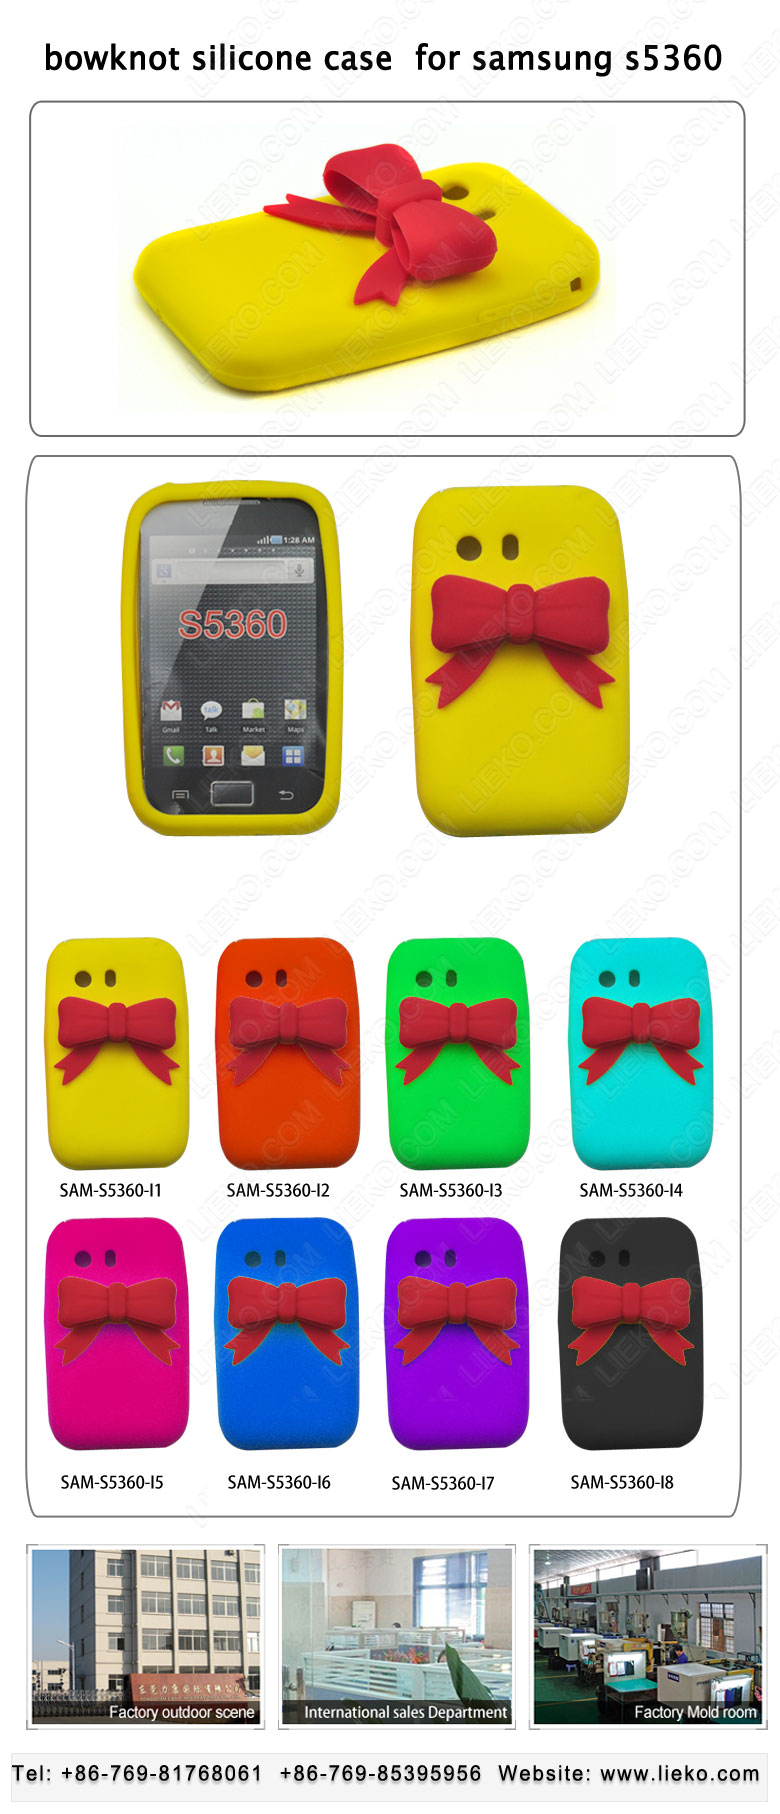 bowknot silicone case for samsung s5360
1:28 AM
S5360
Gmail Talk Market Maps
SAM-S5360-I1 SAM-S5360-I2 SAM-S5360-I3 SAM-S5360-I4
SAM-S5360-I5 SAM-S5360-I6 SAM-S5360-I7 SAM-S5360-I8
Factory outdoor scene International sales Department Factory Mold room
Tel: +86-769-81768061 +86-769-85395956 Website: www.lieko.com
LIEKO.COM